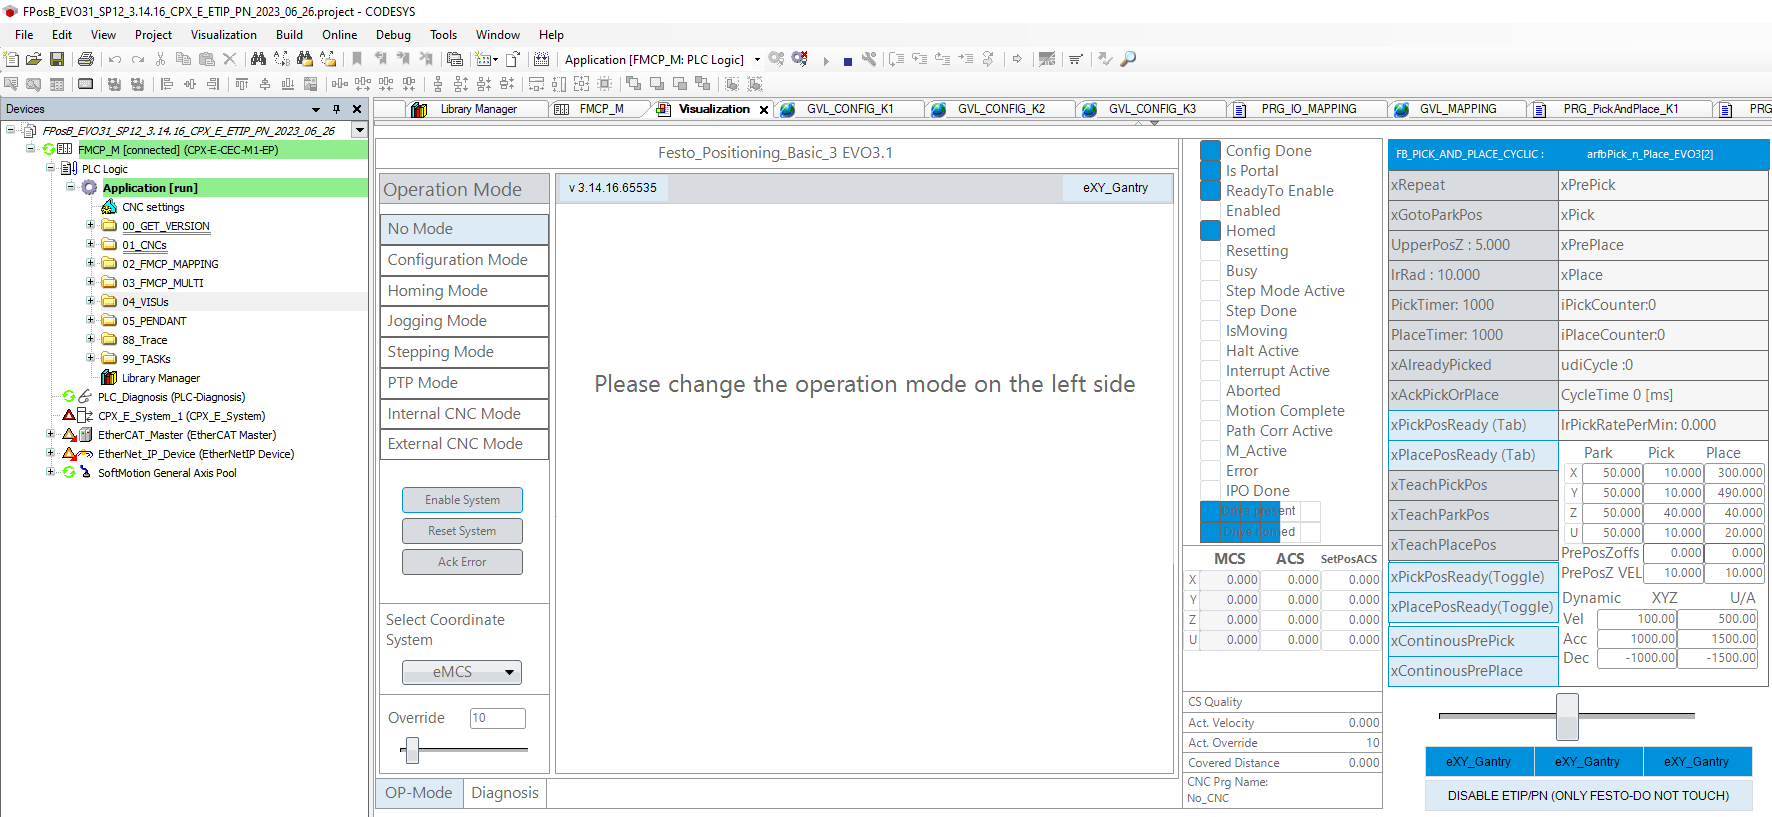 FPosB_EVO31_SP12_3.14.16_CPX_E_ETIP_PN_2023_06_26.project - CODESYS
File Edit View Project Visualization Build Online Debug Tools Window Help
Application [FMCP_M: PLC Logic]
Devices
FPosB_EVO31_SP12_3.14.16_CPX_E_ETIP_PN_2023_06_26
FMCP_M [connected] (CPX-E-CEC-M1-EP)
PLC Logic
Application [run]
CNC settings
00_GET_VERSION
01_CNCs
02_FMCP_MAPPING
03_FMCP_MULTI
04_VISUs
05_PENDANT
88_Trace
99_TASKs
Library Manager
PLC_Diagnosis (PLC-Diagnosis)
CPX_E_System_1 (CPX_E_System)
EtherCAT_Master (EtherCAT Master)
EtherNet_IP_Device (EtherNetIP Device)
SoftMotion General Axis Pool
Library Manager FMCP_M Visualization GVL_CONFIG_K1 GVL_CONFIG_K2 GVL_CONFIG_K3 PRG_IO_MAPPING GVL_MAPPING PRG_PickAndPlace_K1 PRG
Festo_Positioning_Basic_3 EVO3.1
Operation Mode
No Mode
Configuration Mode
Homing Mode
Jogging Mode
Stepping Mode
PTP Mode
Internal CNC Mode
External CNC Mode
Enable System
Reset System
Ack Error
Select Coordinate
System
eMCS
Override 10
OP-Mode Diagnosis
v 3.14.16.65535 eXY_Gantry
Please change the operation mode on the left side
Config Done
Is Portal
ReadyTo Enable
Enabled
Homed
Resetting
Busy
Step Mode Active
Step Done
IsMoving
Halt Active
Interrupt Active
Aborted
Motion Complete
Path Corr Active
M_Active
Error
IPO Done
Drive present
Drive homed
MCS ACS SetPosACS
X 0.000 0.000 0.000
Y 0.000 0.000 0.000
Z 0.000 0.000 0.000
U 0.000 0.000 0.000
CS Quality
Act. Velocity 0.000
Act. Override 10
Covered Distance 0.000
CNC Prg Name:
No_CNC
FB_PICK_AND_PLACE_CYCLIC : arfbPick_n_Place_EVO3[2]
xRepeat xPrePick
xGotoParkPos xPick
UpperPosZ : 5.000 xPrePlace
lrRad : 10.000 xPlace
PickTimer: 1000 iPickCounter:0
PlaceTimer: 1000 iPlaceCounter:0
xAlreadyPicked udiCycle :0
xAckPickOrPlace CycleTime 0 [ms]
xPickPosReady (Tab) lrPickRatePerMin: 0.000
xPlacePosReady (Tab)
xTeachPickPos
xTeachParkPos
xTeachPlacePos
xPickPosReady(Toggle)
xPlacePosReady(Toggle)
xContinousPrePick
xContinousPrePlace
Park Pick Place
X 50.000 10.000 300.000
Y 50.000 10.000 490.000
Z 50.000 40.000 40.000
U 50.000 10.000 20.000
PrePosZoffs 0.000 0.000
PrePosZ VEL 10.000 10.000
Dynamic XYZ U/A
Vel 100.00 500.00
Acc 1000.00 1500.00
Dec -1000.00 -1500.00
eXY_Gantry eXY_Gantry eXY_Gantry
DISABLE ETIP/PN (ONLY FESTO-DO NOT TOUCH)